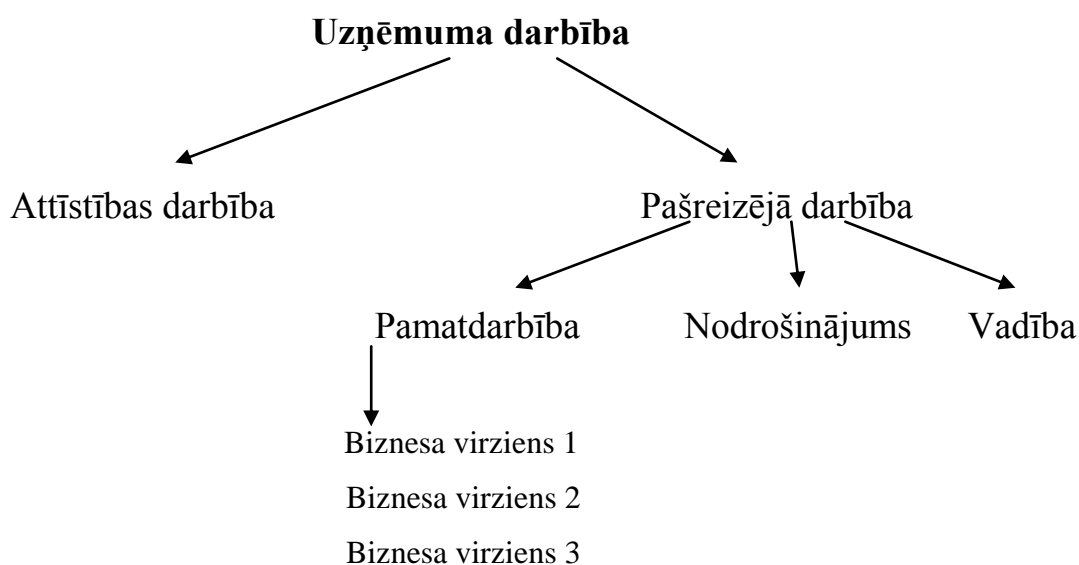 Uzņēmuma darbība
Attīstības darbība
Pašreizējā darbība
Pamatdarbība
Nodrošinājums
Vadība
Biznesa virziens 1
Biznesa virziens 2
Biznesa virziens 3